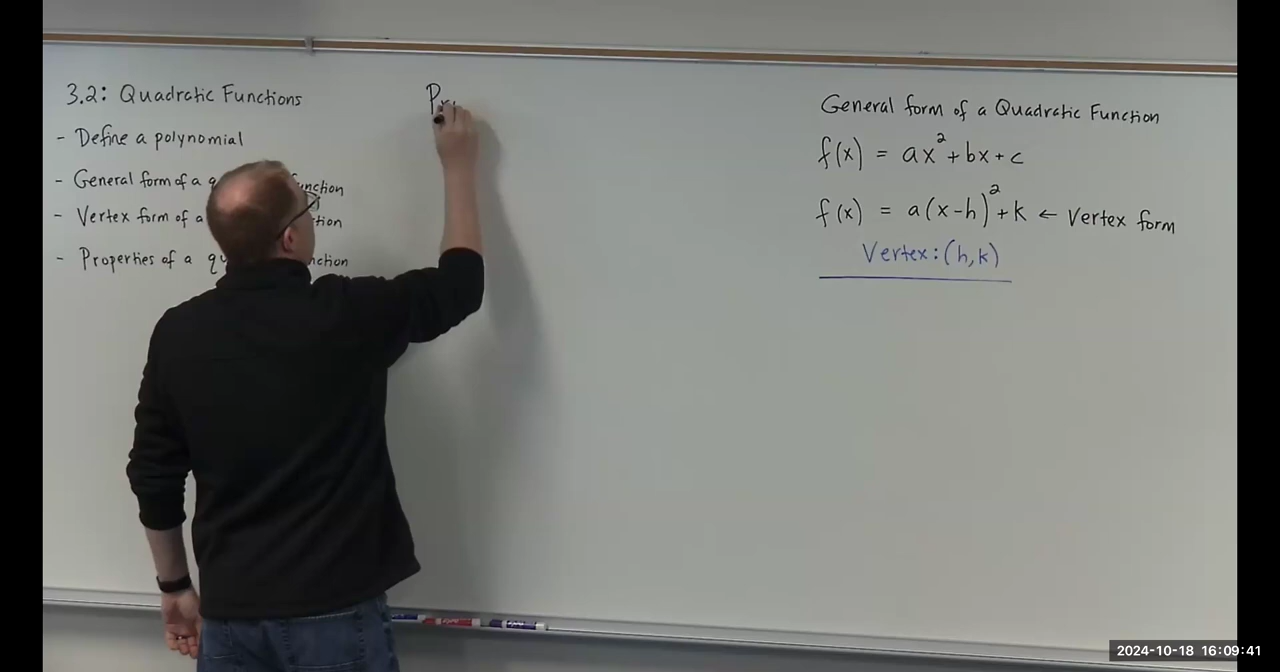 3.2: Quadratic Functions
- Define a polynomial
- General form of a
- Vertex form of a
- Properties of a
General form of a Quadratic Function
f(x) = ax² + bx + c
f(x) = a(x-h)² + k ← Vertex form
Vertex: (h,k)
2024-10-18 16:09:41